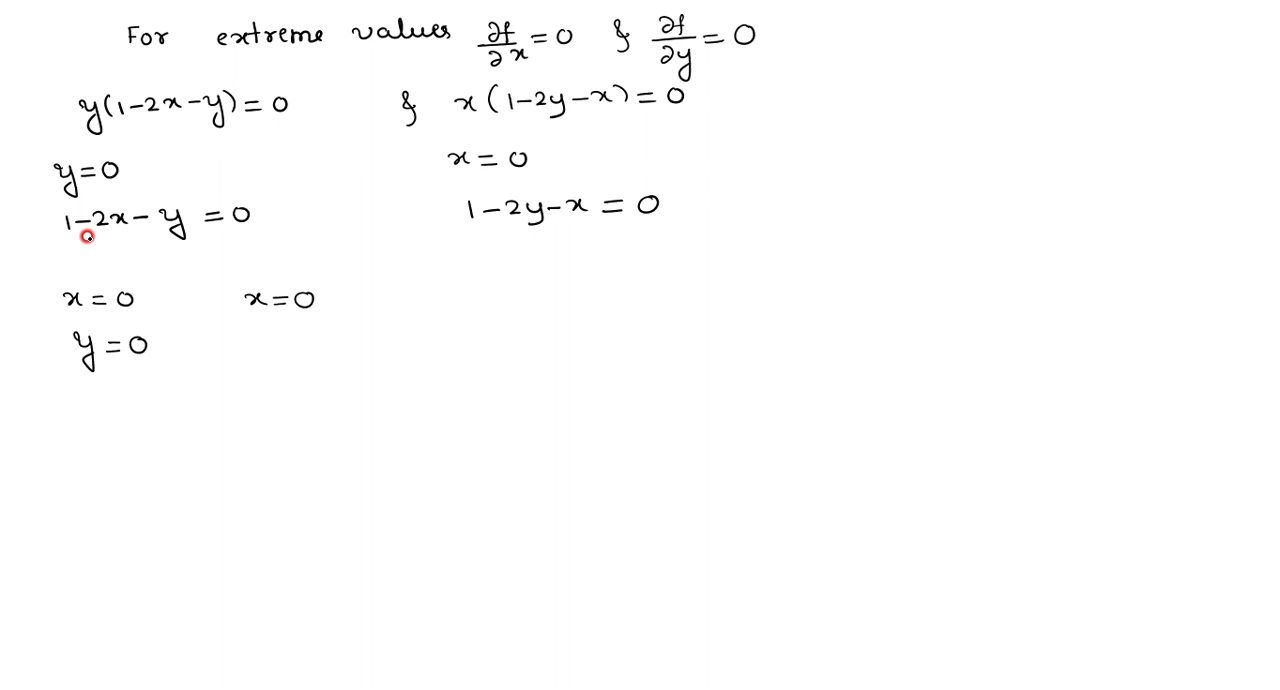 For extreme values ∂f/∂x = 0 & ∂f/∂y = 0
y(1-2x-y) = 0 & x(1-2y-x) = 0
y=0 x = 0
1-2x-y = 0 1-2y-x = 0
x = 0 x=0
y=0